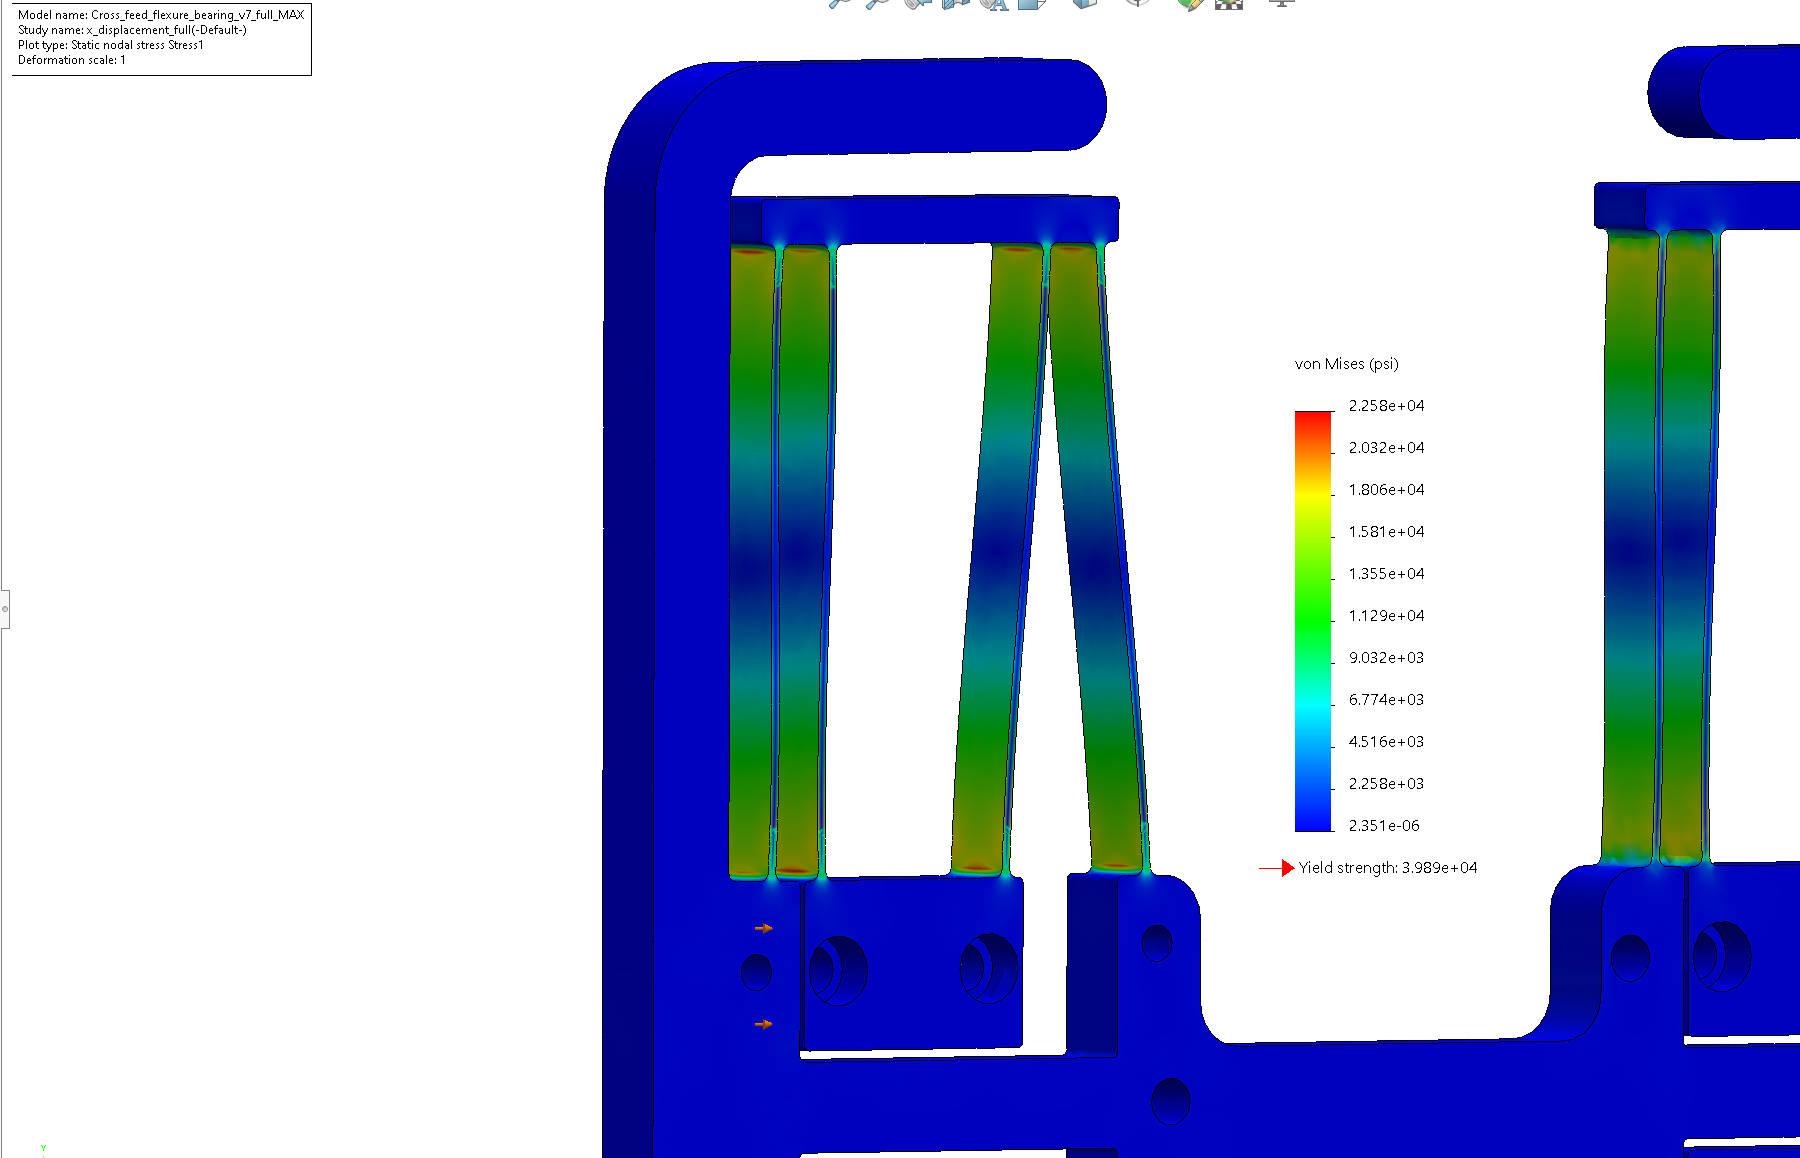 Model name: Cross_feed_flexure_bearing_v7_full_MAX
Study name: x_displacement_full(-Default-)
Plot type: Static nodal stress Stress1
Deformation scale: 1
von Mises (psi)
2.258e+04
2.032e+04
1.806e+04
1.581e+04
1.355e+04
1.129e+04
9.032e+03
6.774e+03
4.516e+03
2.258e+03
2.351e-06
Yield strength: 3.989e+04
Y